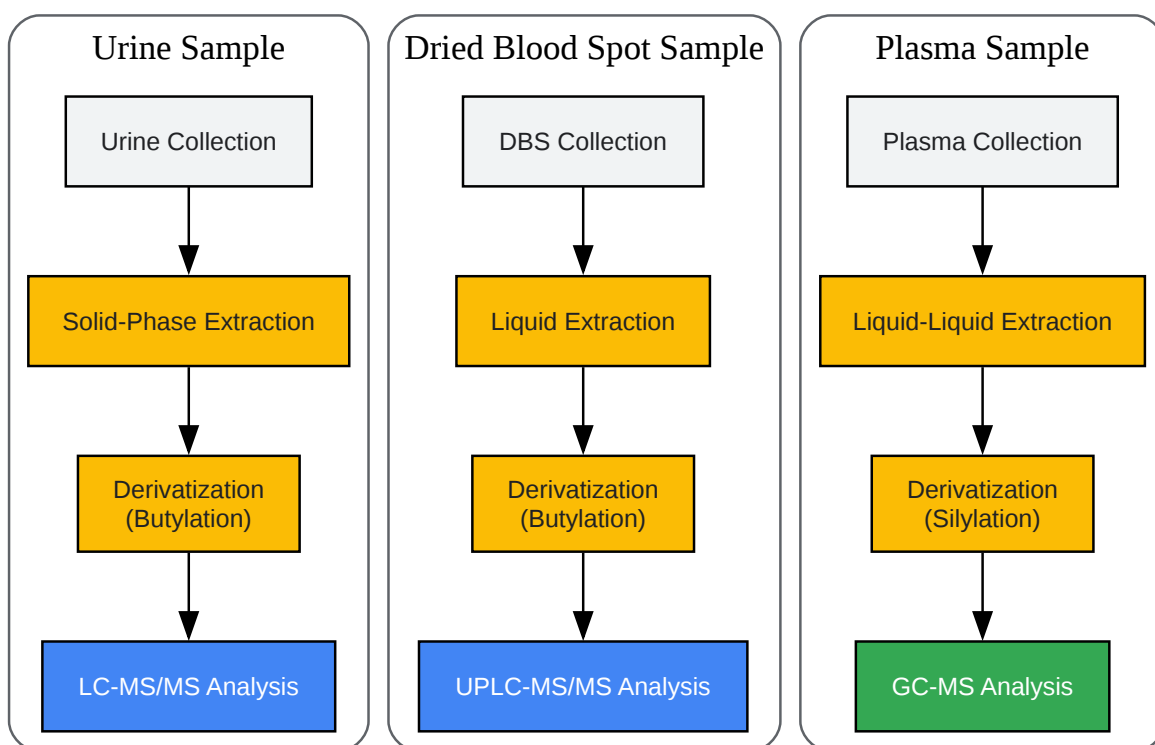 Urine Sample
Urine Collection
Solid-Phase Extraction
Derivatization
(Butylation)
LC-MS/MS Analysis
Dried Blood Spot Sample
DBS Collection
Liquid Extraction
Derivatization
(Butylation)
UPLC-MS/MS Analysis
Plasma Sample
Plasma Collection
Liquid-Liquid Extraction
Derivatization
(Silylation)
GC-MS Analysis